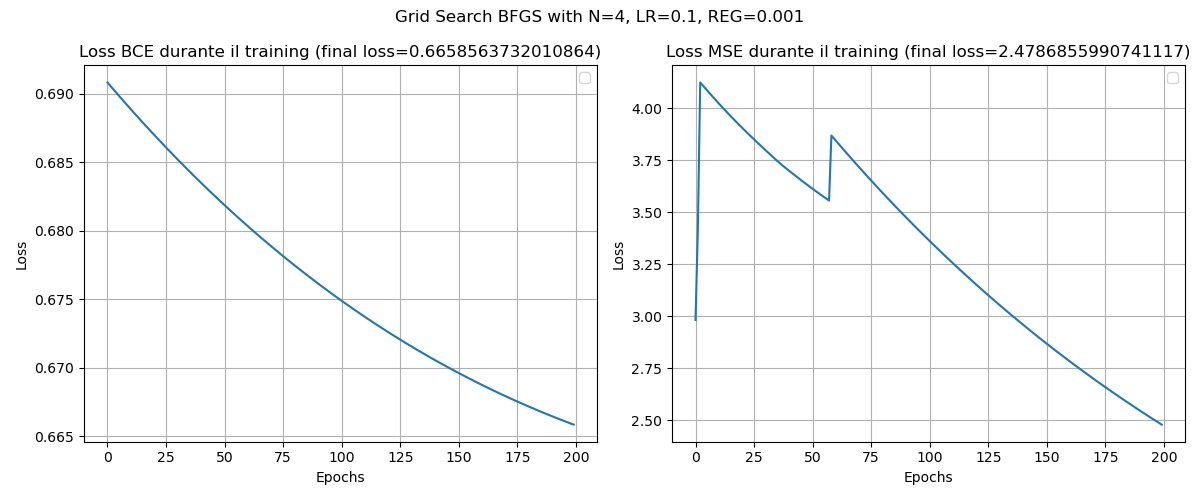 Grid Search BFGS with N=4, LR=0.1, REG=0.001
Loss BCE durante il training (final loss=0.6658563732010864)
0.690
0.685
0.680
0.675
0.670
0.665
Loss
0 25 50 75 100 125 150 175 200
Epochs
Loss MSE durante il training (final loss=2.4786855990741117)
4.00
3.75
3.50
3.25
3.00
2.75
2.50
Loss
0 25 50 75 100 125 150 175 200
Epochs